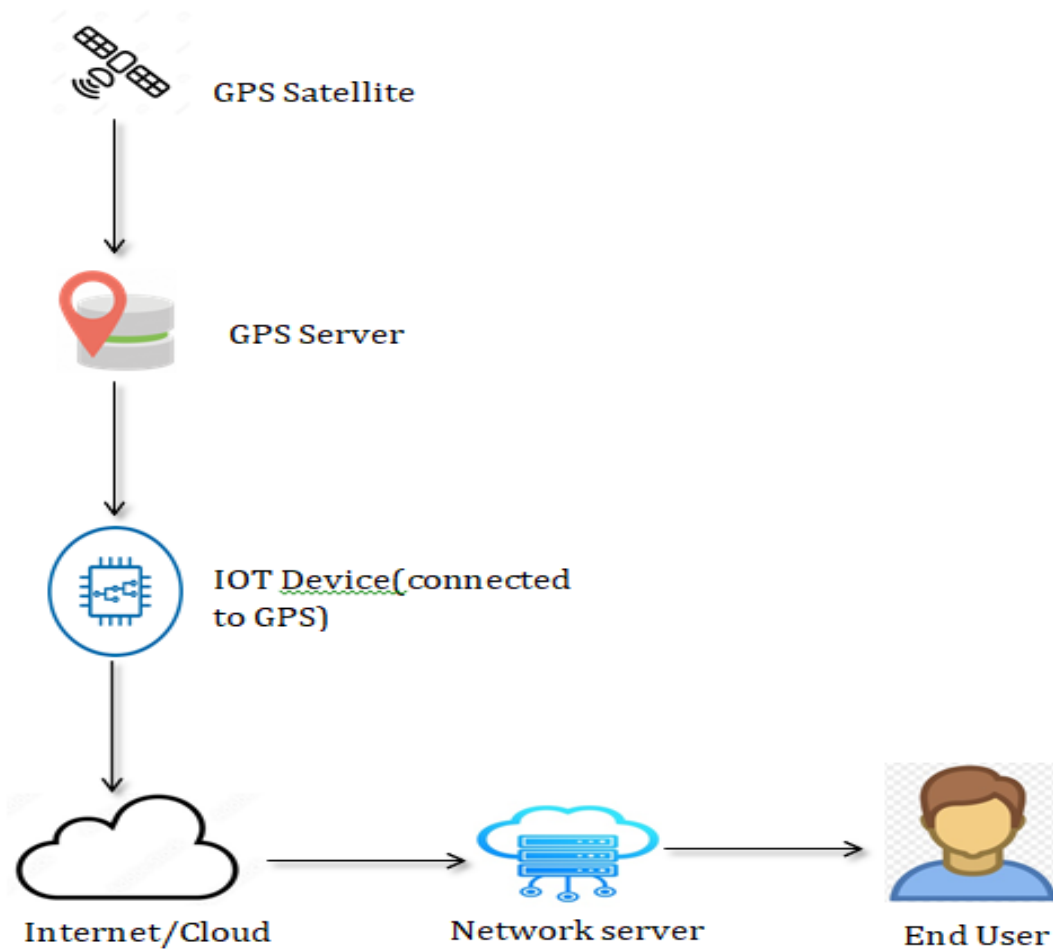 GPS Satellite
GPS Server
IOT Device(connected
to GPS)
Internet/Cloud
Network server
End User